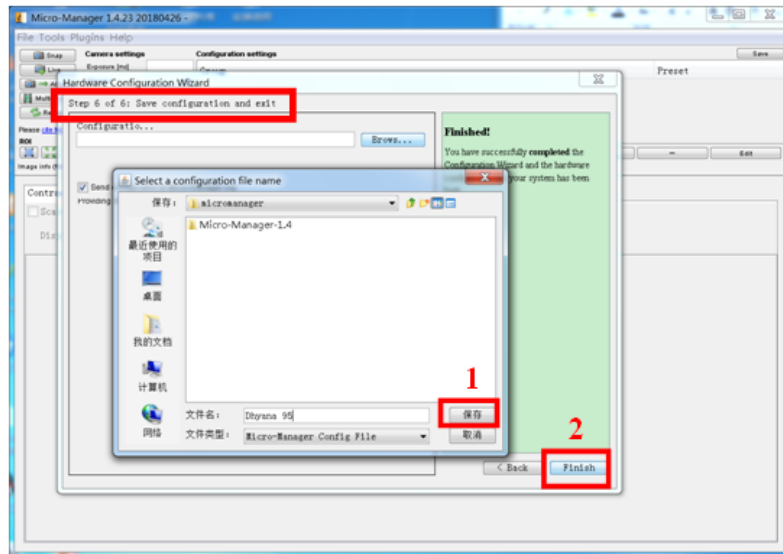 Micro-Manager 1.4.23 20180426 -
File Tools Plugins Help
Snap
Camera settings
Configuration settings
Save
Live
Exposure [ms]
Group
Preset
Hardware Configuration Wizard
Step 6 of 6: Save configuration and exit
Configuratio...
Brows...
Finished!
You have successfully completed the
Configuration Wizard and the hardware
your system has been
Please
ROI
Edit
Select a configuration file name
Send
Providing
保存:
micromanager
Micro-Manager-1.4
最近使用的
项目
桌面
我的文档
计算机
网络
1
文件名:
Dhyana 95
保存
文件类型:
Micro-Manager Config File
取消
2
< Back
Finish